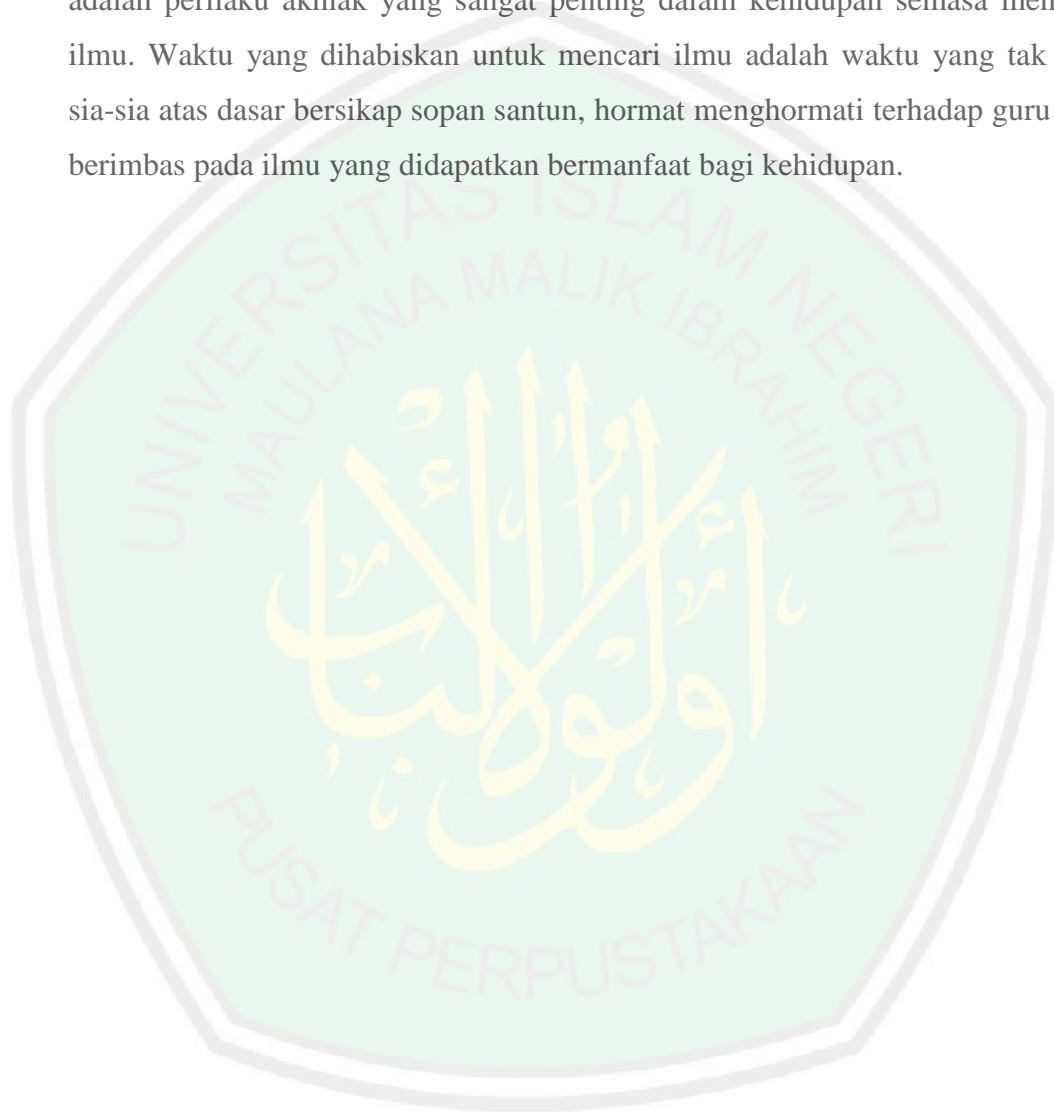 adalah perilaku akhlak yang sangat penting dalam kehidupan semasa
ilmu. Waktu yang dihabiskan untuk mencari ilmu adalah waktu yang tak
sia-sia atas dasar bersikap sopan santun, hormat menghormati terhadap guru
berimbas pada ilmu yang didapatkan bermanfaat bagi kehidupan.
UNIVERSITAS ISLAM NEGERI
MAULANA MALIK IBRAHIM
أولوا الألباب
PUSAT PERPUSTAKAAN